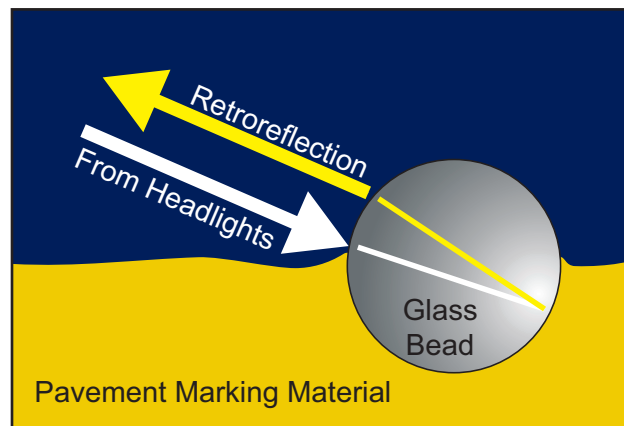 Retroreflection
From Headlights
Glass
Bead
Pavement Marking Material